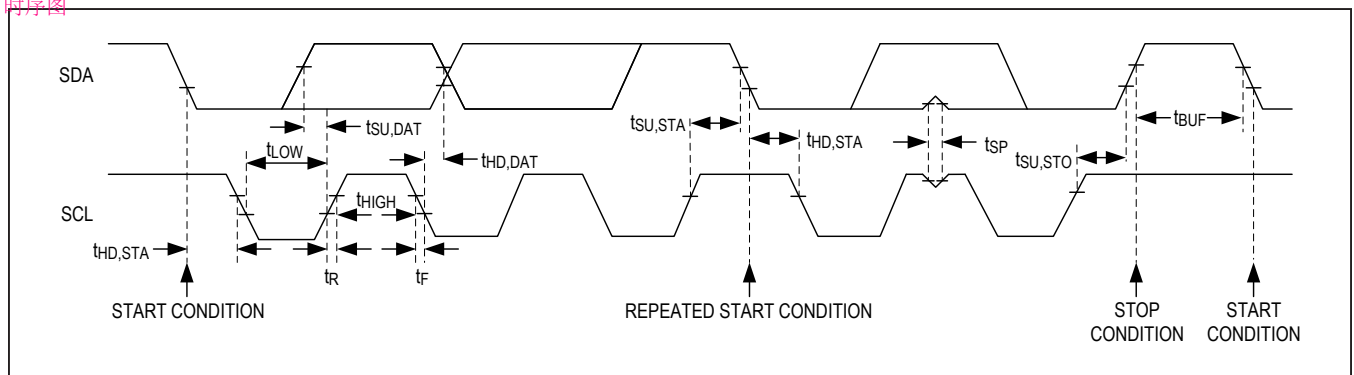 时序图
SDA
tSU,DAT
tLOW
tHD,DAT
tSU,STA
tHD,STA
tSP
tSU,STO
tBUF
SCL
tHIGH
tHD,STA
tR
tF
START CONDITION
REPEATED START CONDITION
STOP
CONDITION
START
CONDITION